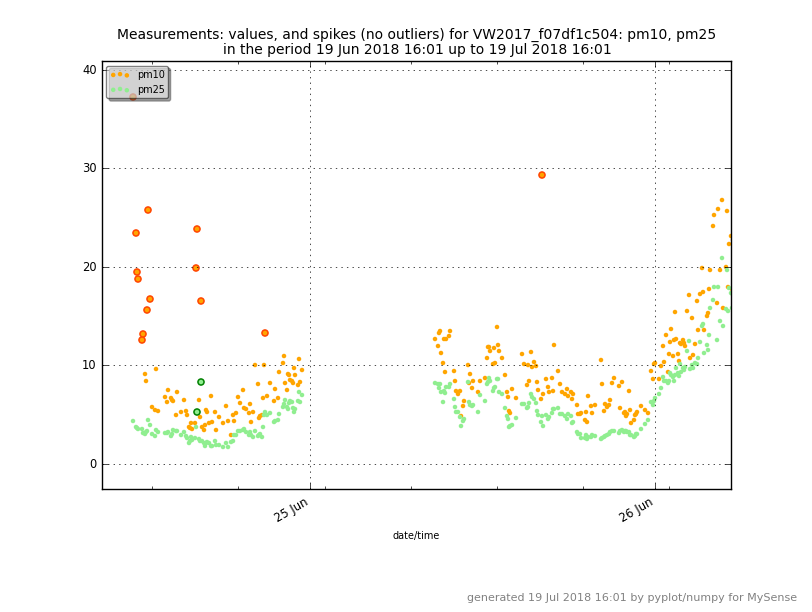 Measurements: values, and spikes (no outliers) for VW2017_f07df1c504: pm10, pm25
in the period 19 Jun 2018 16:01 up to 19 Jul 2018 16:01
40
pm10
pm25
30
20
10
0
25 Jun
26 Jun
date/time
generated 19 Jul 2018 16:01 by pyplot/numpy for MySense